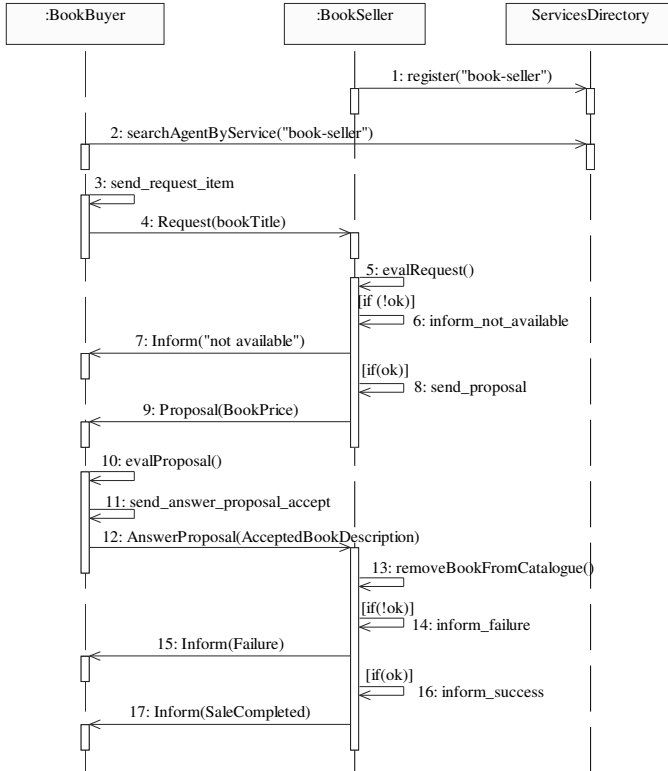 :BookBuyer
:BookSeller
ServicesDirectory
1: register("book-seller")
2: searchAgentByService("book-seller")
3: send_request_item
4: Request(bookTitle)
5: evalRequest()
[if (!ok)]
6: inform_not_available
7: Inform("not available")
[if(ok)]
8: send_proposal
9: Proposal(BookPrice)
10: evalProposal()
11: send_answer_proposal_accept
12: AnswerProposal(AcceptedBookDescription)
13: removeBookFromCatalogue()
[if(!ok)]
14: inform_failure
15: Inform(Failure)
[if(ok)]
16: inform_success
17: Inform(SaleCompleted)